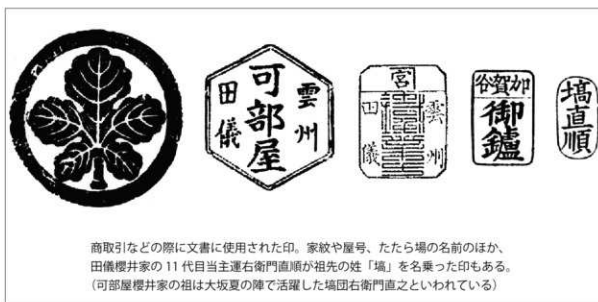 雲州
可部屋
田儀
宮
雲州
田儀
加賀谷
御鑪
塙直順
商取引などの際に文書に使用された印。家紋や屋号、たたら場の名前のほか、
田儀櫻井家の 11 代目当主運右衛門直順が祖先の姓「塙」を名乗った印もある。
(可部屋櫻井家の祖は大坂夏の陣で活躍した塙団右衛門直之といわれている)